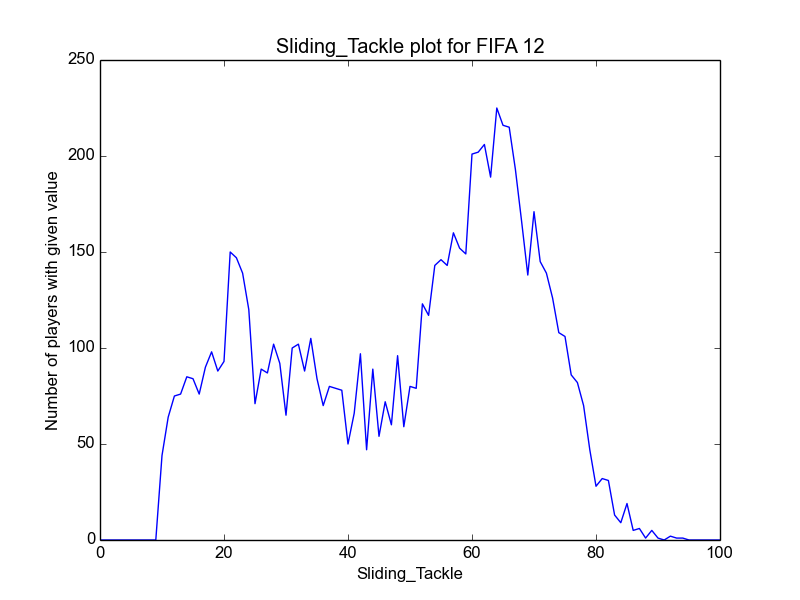 Sliding_Tackle plot for FIFA 12
250
200
150
100
50
0
Number of players with given value
0 20 40 60 80 100
Sliding_Tackle